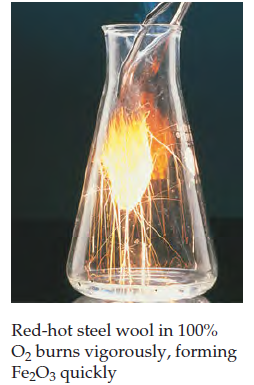 Red-hot steel wool in 100%
O₂ burns vigorously, forming
Fe₂O₃ quickly